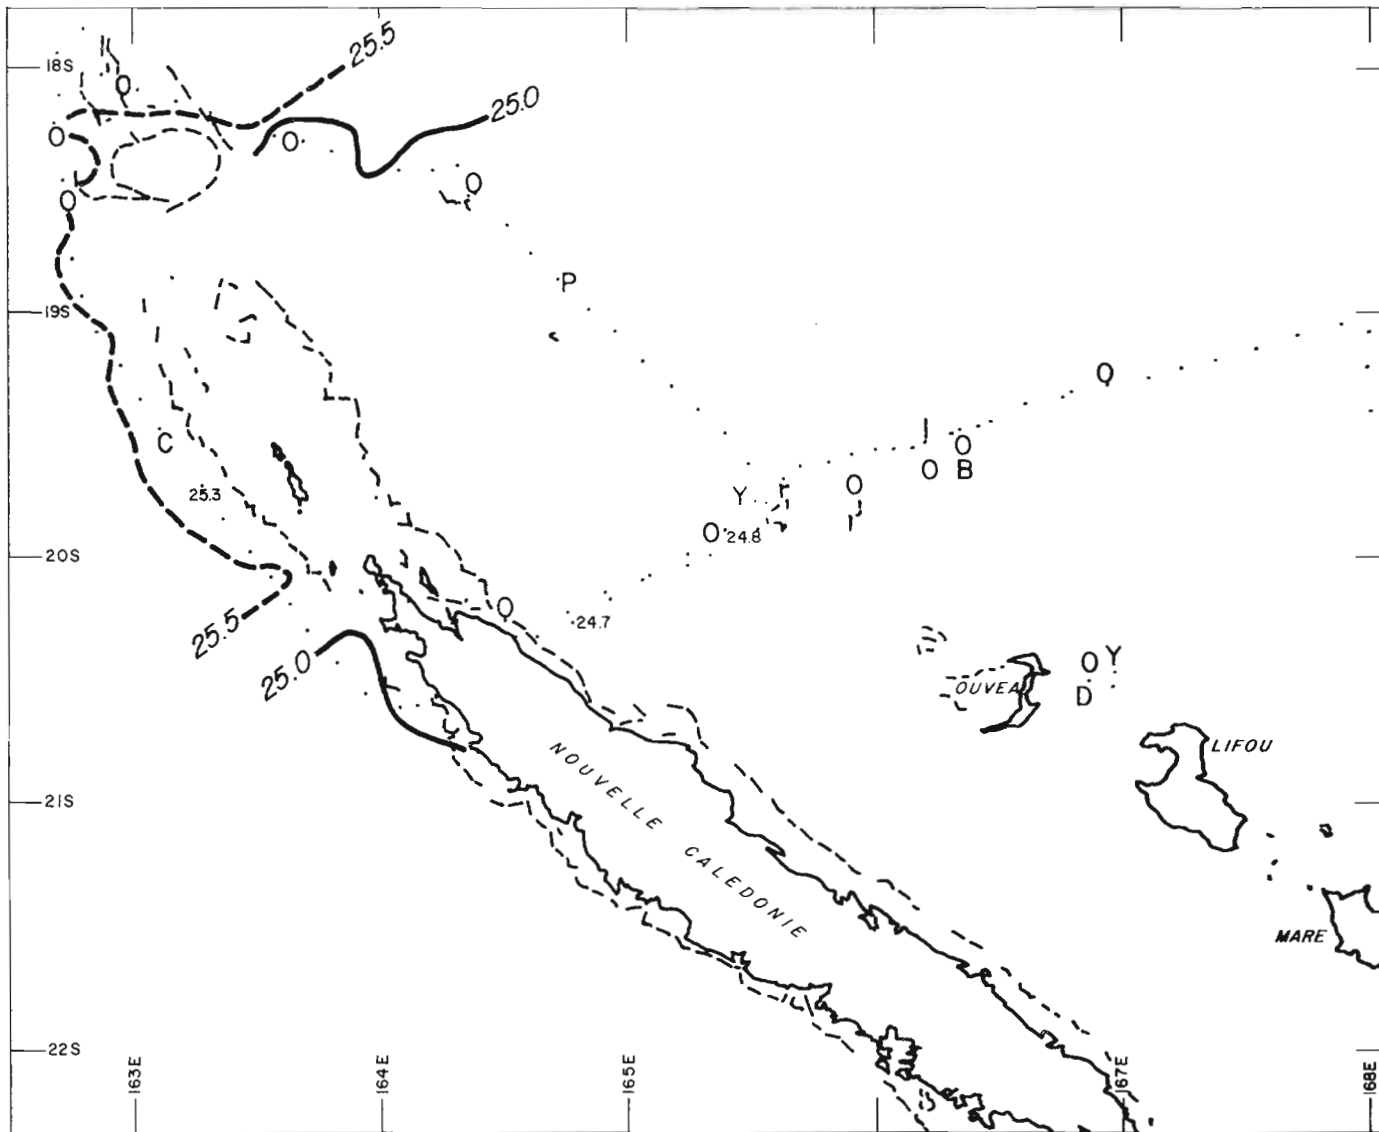 25.5
18S
O
25.0
O
O
O
O
P
19S
O
C
O
O B
25.3
Y
O
O
24.8
20S
O
24.7
25.5
O Y
25.0
OUVEA
D
NOUVELLE
LIFOU
21S
CALEDONIE
MARE
22S
163E
164E
165E
167E
168E